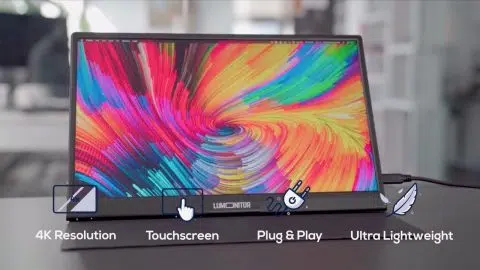 LUMONITOR
4K Resolution
Touchscreen
Plug & Play
Ultra Lightweight